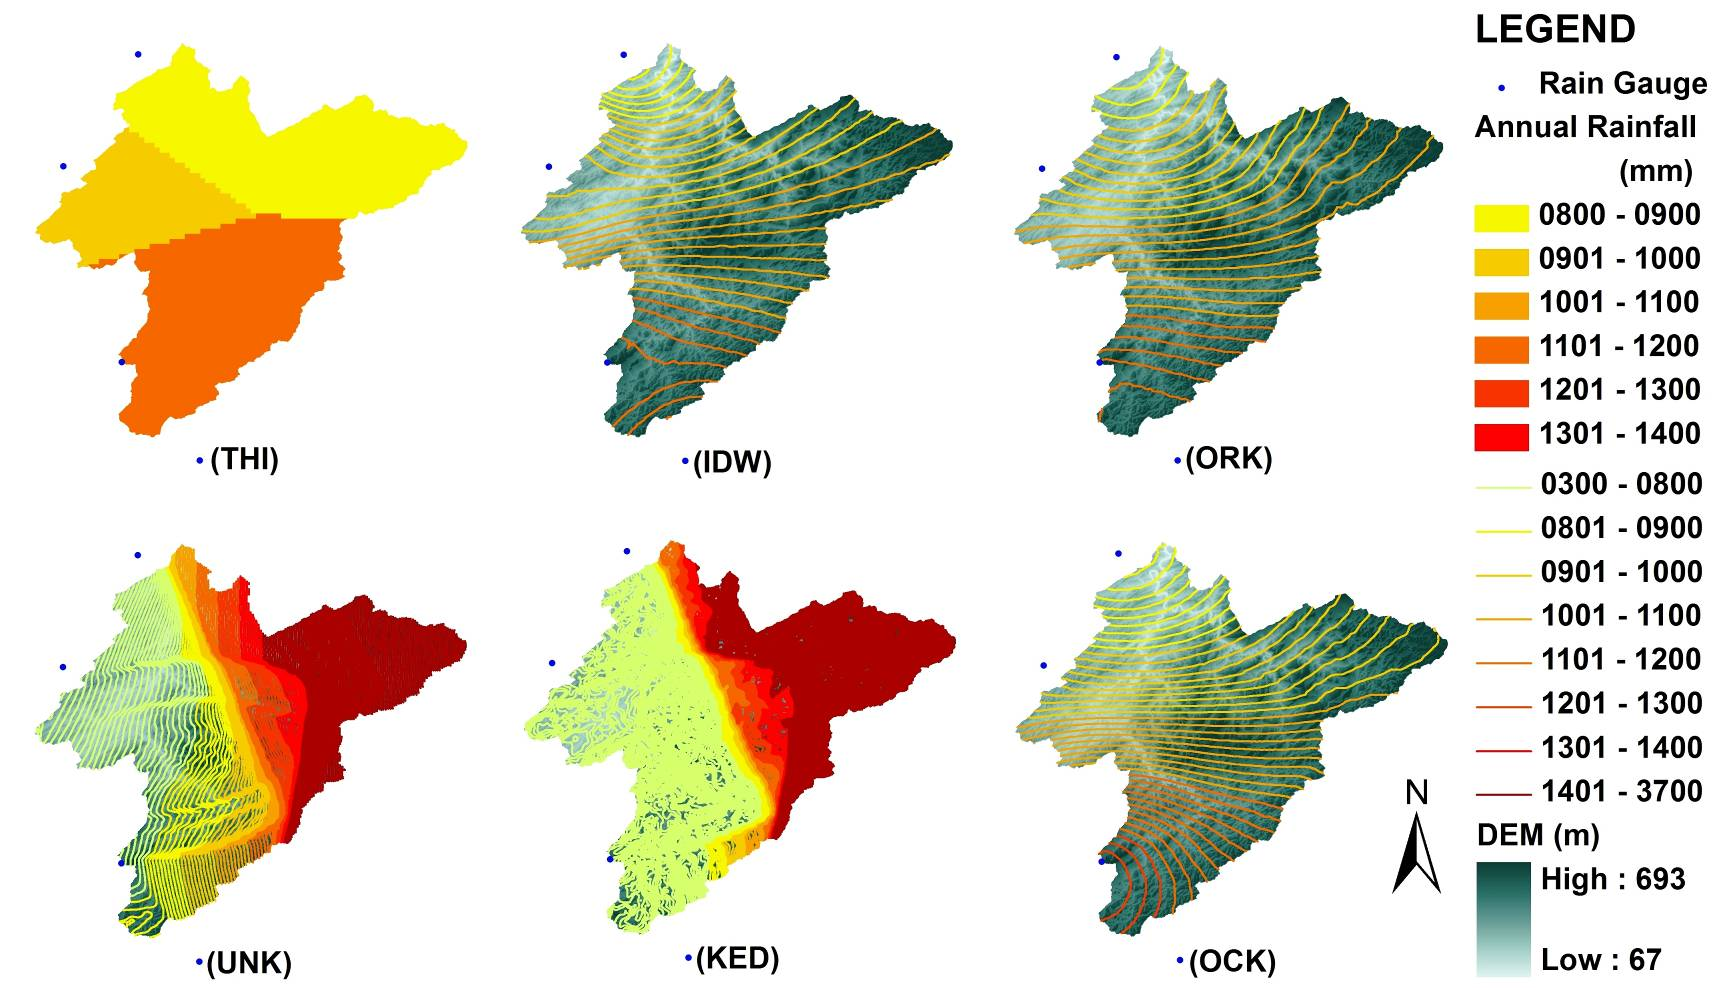 (THI)
(IDW)
(ORK)
(UNK)
(KED)
(OCK)
LEGEND
Rain Gauge
Annual Rainfall
(mm)
0800 - 0900
0901 - 1000
1001 - 1100
1101 - 1200
1201 - 1300
1301 - 1400
0300 - 0800
0801 - 0900
0901 - 1000
1001 - 1100
1101 - 1200
1201 - 1300
1301 - 1400
1401 - 3700
N
DEM (m)
High : 693
Low : 67